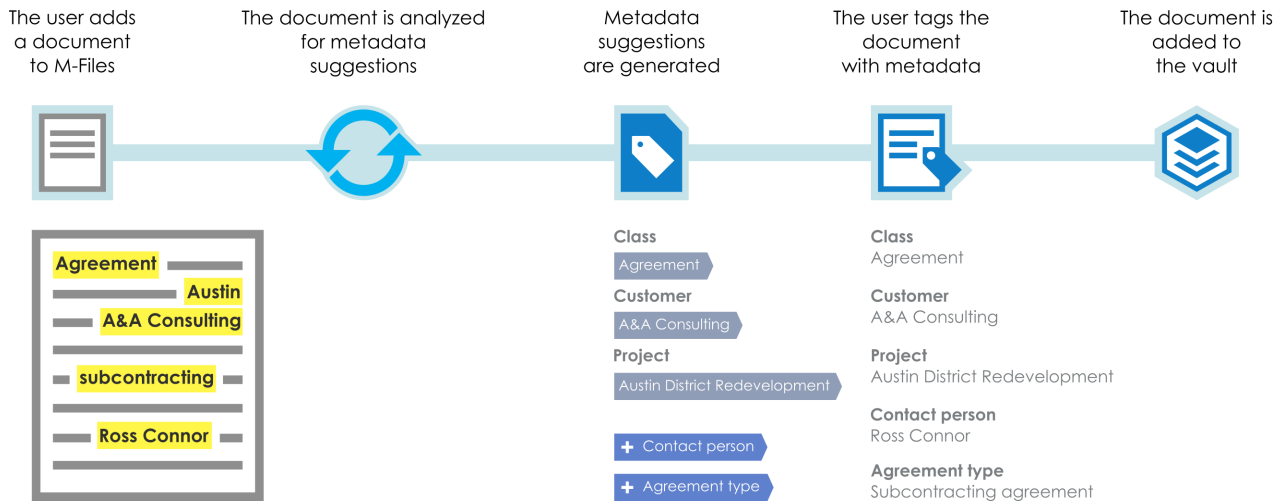 The user adds
a document
to M-Files
The document is analyzed
for metadata
suggestions
Metadata
suggestions
are generated
The user tags the
document
with metadata
The document is
added to
the vault
Agreement
Austin
A&A Consulting
subcontracting
Ross Connor
Class
Agreement
Customer
A&A Consulting
Project
Austin District Redevelopment
+ Contact person
+ Agreement type
Class
Agreement
Customer
A&A Consulting
Project
Austin District Redevelopment
Contact person
Ross Connor
Agreement type
Subcontracting agreement